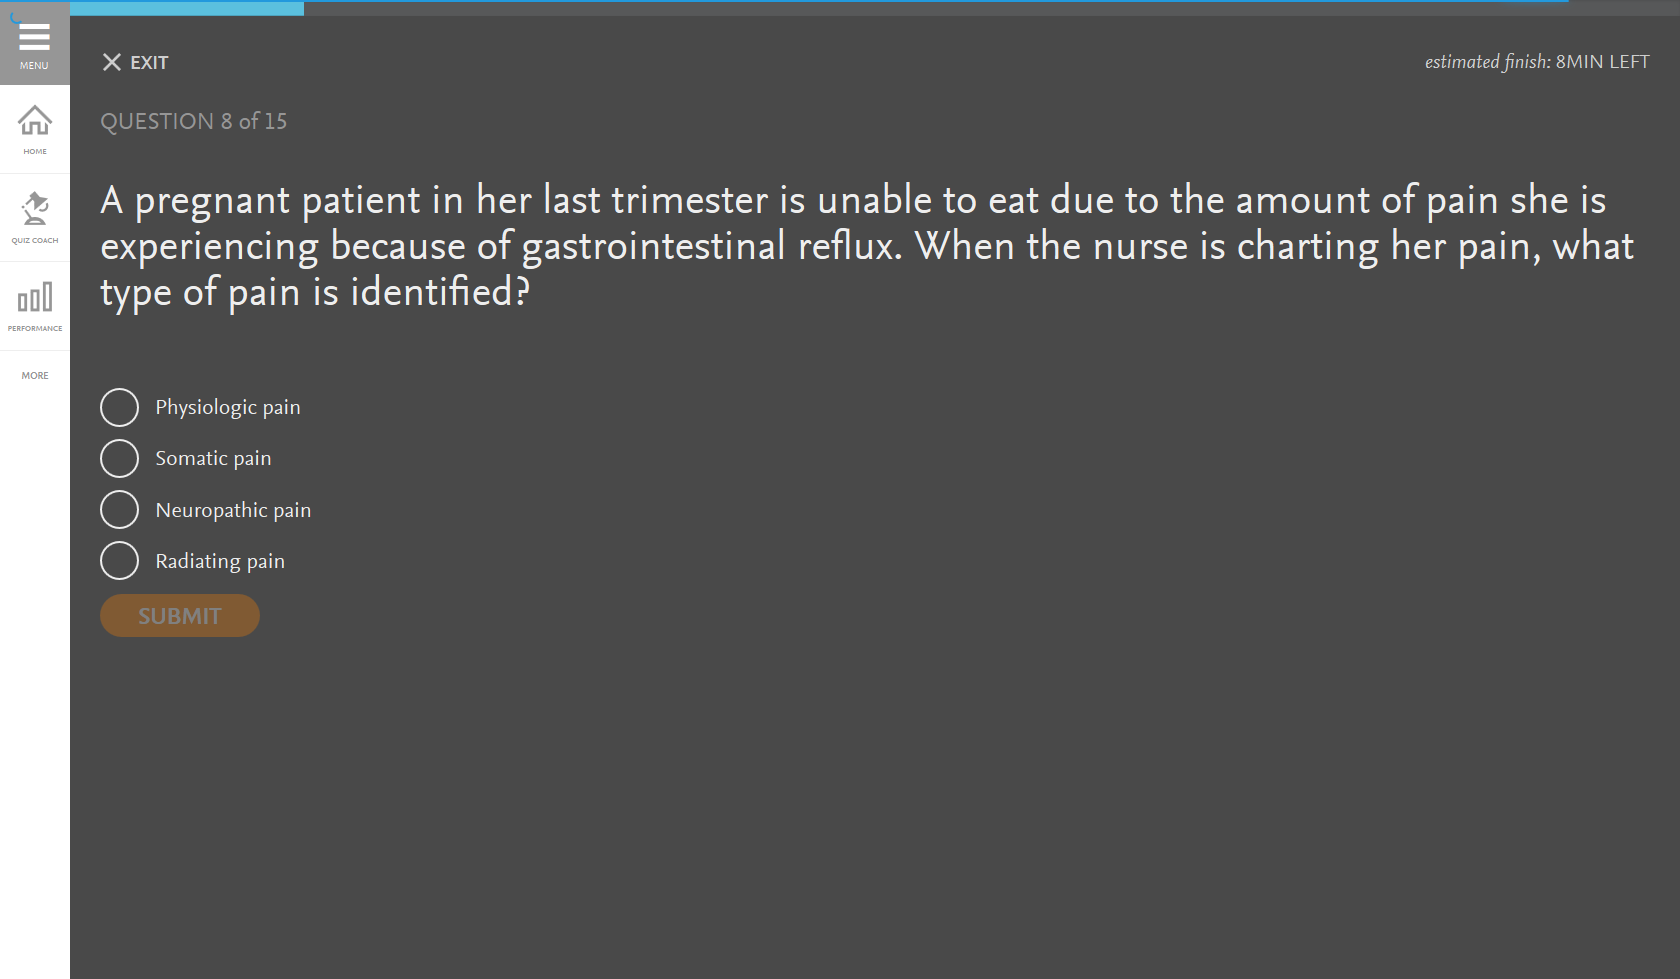 MENU
EXIT
estimated finish: 8MIN LEFT
QUESTION 8 of 15
HOME
QUIZ COACH
PERFORMANCE
MORE
A pregnant patient in her last trimester is unable to eat due to the amount of pain she is
experiencing because of gastrointestinal reflux. When the nurse is charting her pain, what
type of pain is identified?
Physiologic pain
Somatic pain
Neuropathic pain
Radiating pain
SUBMIT